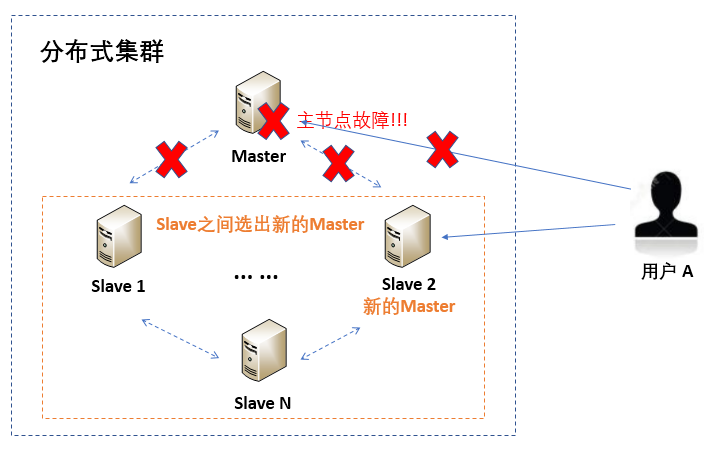 分布式集群
主节点故障!!!
Master
Slave之间选出新的Master
Slave 1
... ...
Slave 2
新的Master
Slave N
用户 A